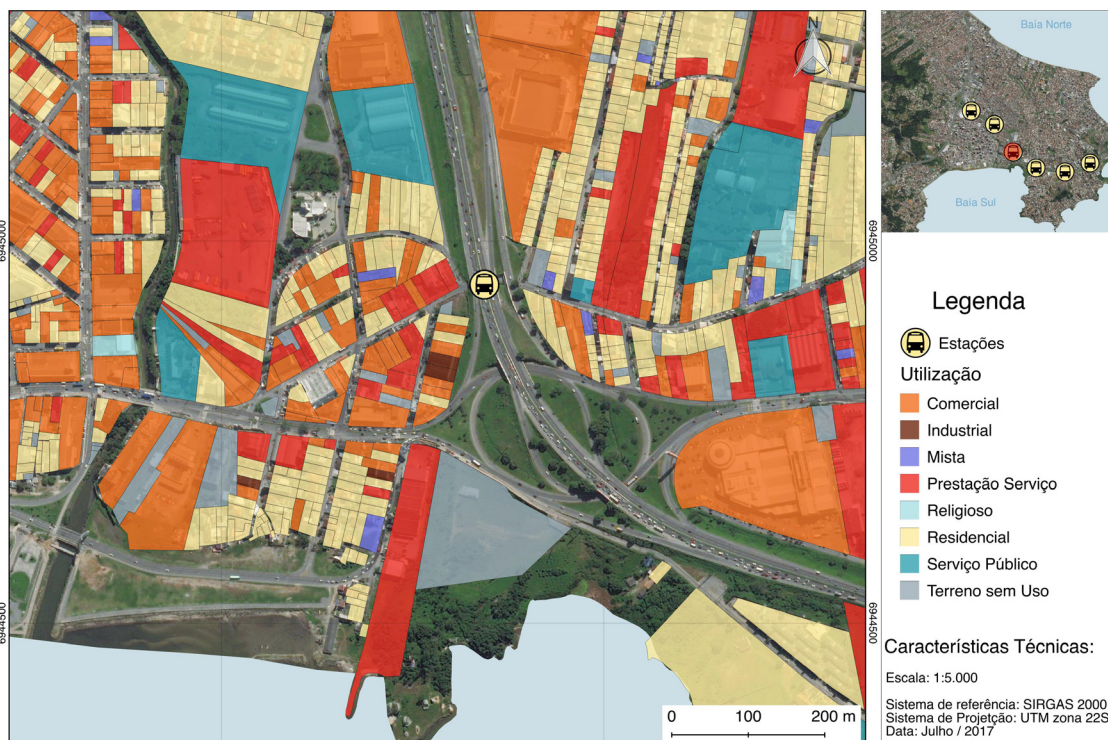 N
6945000
6945000
6944500
6944500
0 100 200 m
Baía Norte
Baía Sul
Legenda
Estações
Utilização
Comercial
Industrial
Mista
Prestação Serviço
Religioso
Residencial
Serviço Público
Terreno sem Uso
Características Técnicas:
Escala: 1:5.000
Sistema de referência: SIRGAS 2000
Sistema de Projetção: UTM zona 22S
Data: Julho / 2017